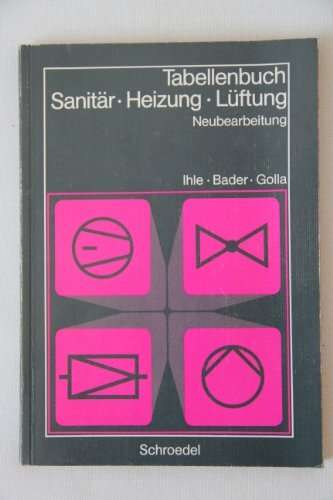 Tabellenbuch
Sanitär · Heizung · Lüftung
Neubearbeitung
Ihle · Bader · Golla
Schroedel